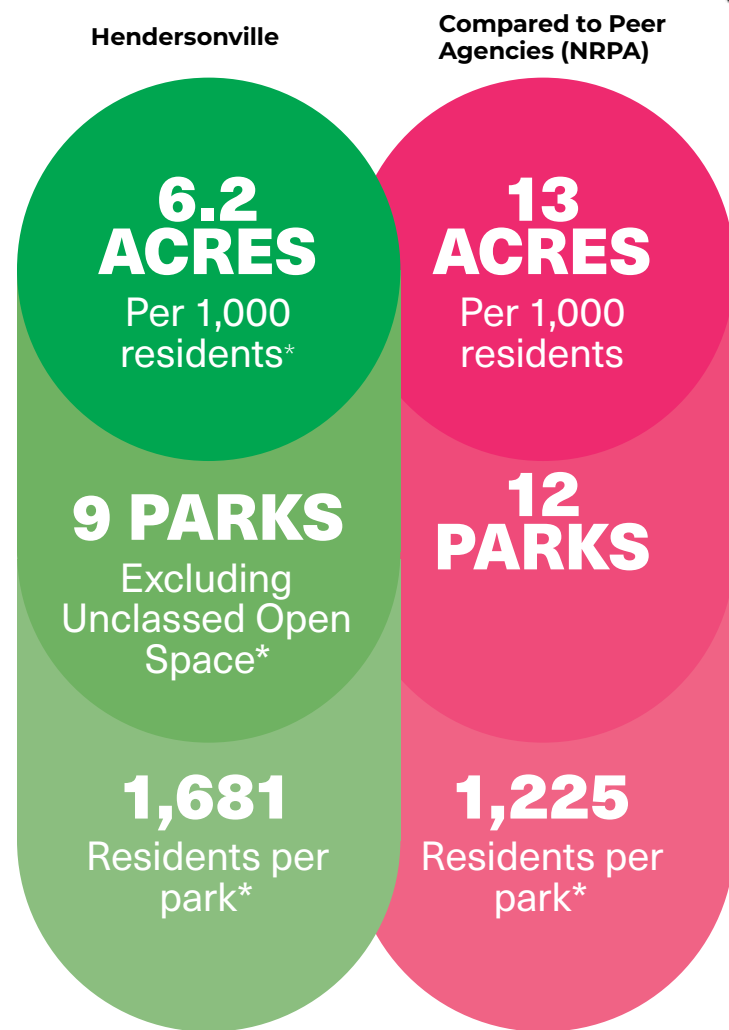 Hendersonville
6.2
ACRES
Per 1,000
residents*
9 PARKS
Excluding
Unclassed Open
Space*
1,681
Residents per
park*
Compared to Peer
Agencies (NRPA)
13
ACRES
Per 1,000
residents
12
PARKS
1,225
Residents per
park*